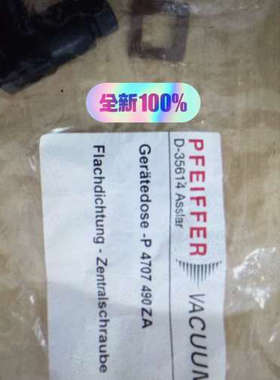 全新100%
PFEIFFER VACUUM
D-35614 Asslar
Gerätedose -P 4707 490 ZA
Flachdichtung - Zentralschraube